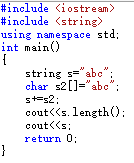 #include <iostream>
#include <string>
using namespace std;
int main()
{
    string s="abc";
    char s2[]="abc";
    s+=s2;
    cout<<s.length();
    cout<<s;
    return 0;
}